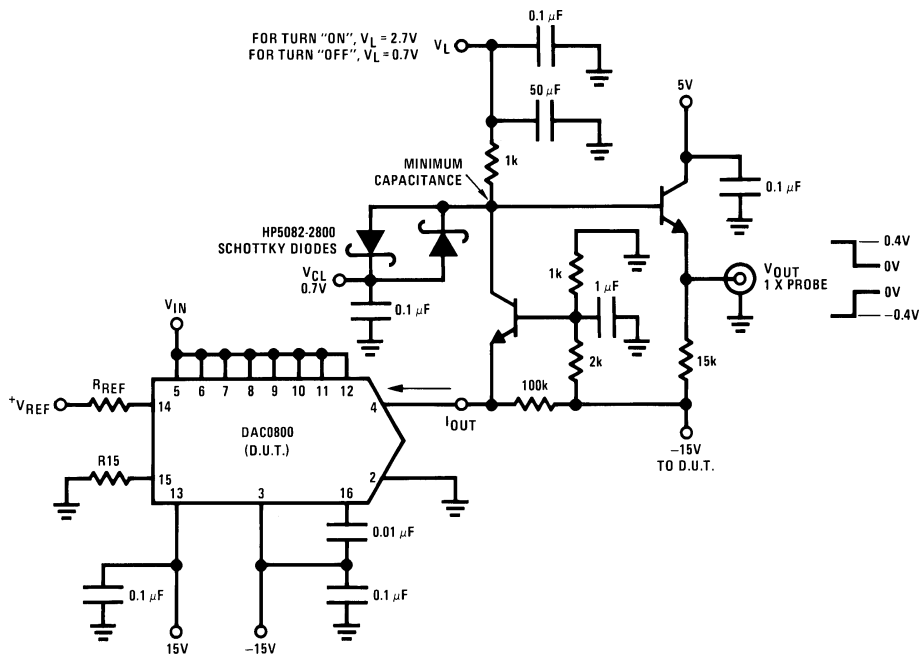 FOR TURN "ON", VL = 2.7V
FOR TURN "OFF", VL = 0.7V
VL
0.1 μF
50 μF
5V
1k
MINIMUM
CAPACITANCE
0.1 μF
HP5082-2800
SCHOTTKY DIODES
VCL
0.7V
0.1 μF
1k
1 μF
2k
VOUT
1 X PROBE
0.4V
0V
0V
−0.4V
15k
VIN
5
6
7
8
9
10
11
12
+VREF
RREF
14
DAC0800
(D.U.T.)
4
IOUT
100k
−15V
TO D.U.T.
R15
15
13
3
16
2
0.01 μF
0.1 μF
0.1 μF
15V
−15V